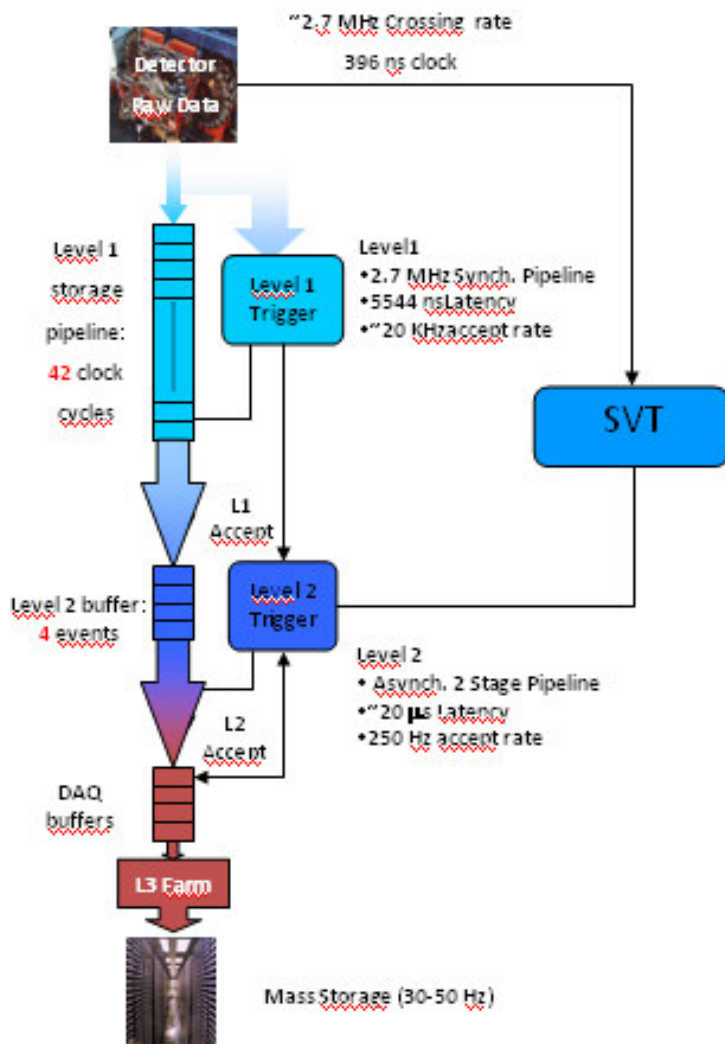 ~2.7 MHz Crossing rate
396 ns clock
Detector
Raw Data
Level 1
storage
pipeline:
42 clock
cycles
Level 1
Trigger
Level1
•2.7 MHz Synch. Pipeline
•5544 nsLatency
•~20 KHzaccept rate
SVT
L1
Accept
Level 2 buffer:
4 events
Level 2
Trigger
Level 2
• Asynch. 2 Stage Pipeline
•~20 µs Latency
•250 Hz accept rate
L2
Accept
DAQ
buffers
L3 Farm
Mass Storage (30-50 Hz)